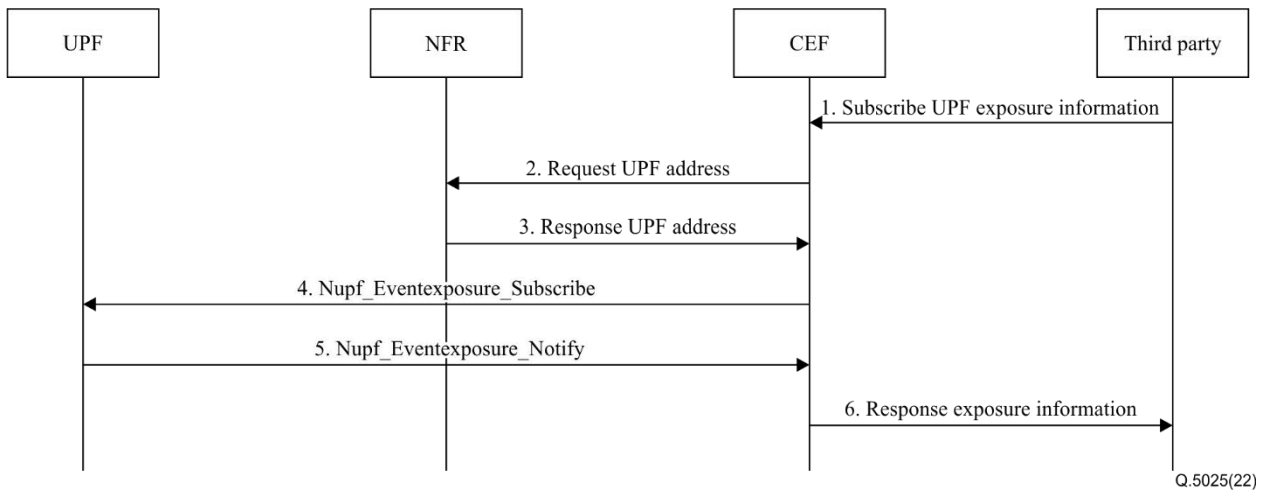 UPF
NFR
CEF
Third party
1. Subscribe UPF exposure information
2. Request UPF address
3. Response UPF address
4. Nupf_Eventexposure_Subscribe
5. Nupf_Eventexposure_Notify
6. Response exposure information
Q.5025(22)